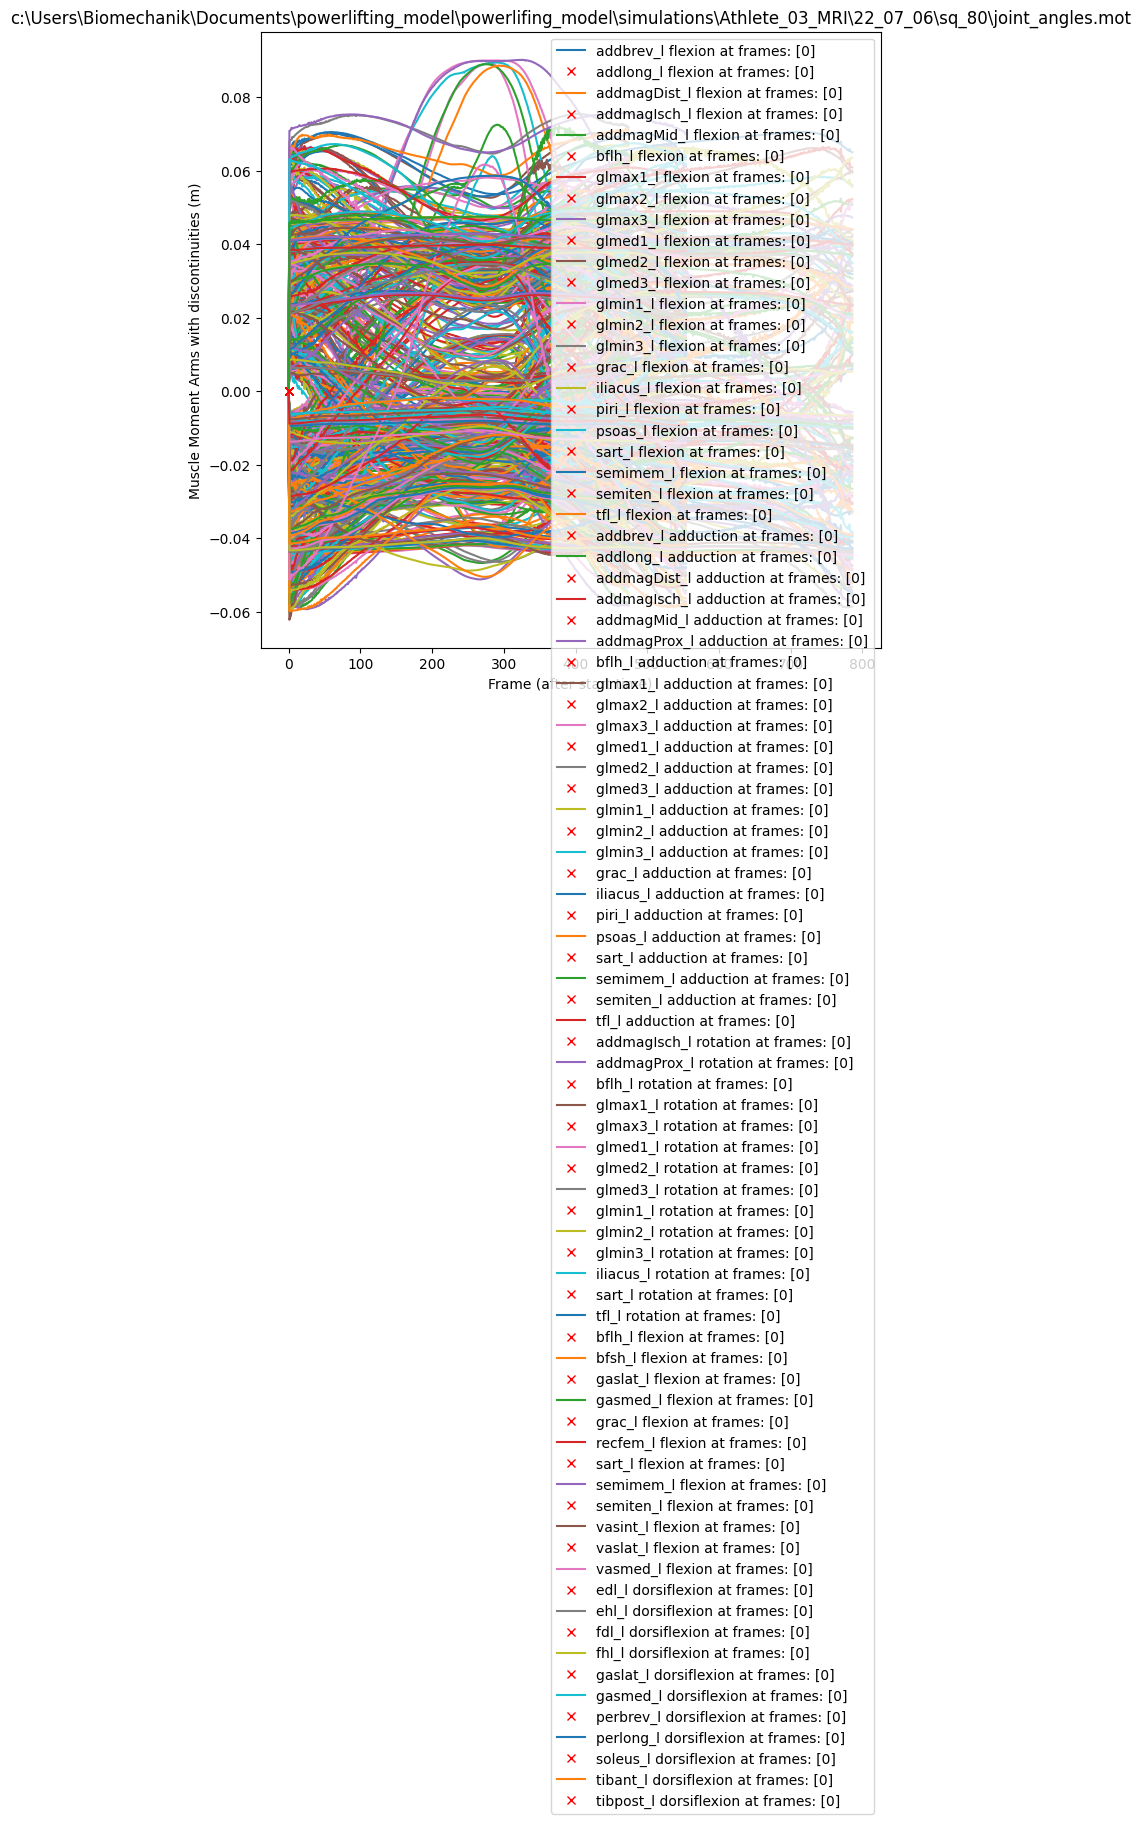 c:\Users\Biomechanik\Documents\powerlifting_model\powerlifing_model\simulations\Athlete_03_MRI\22_07_06\sq_80\joint_angles.mot
Muscle Moment Arms with discontinuities (m)
0.08
0.06
0.04
0.02
0.00
−0.02
−0.04
−0.06
0
100
200
300
400
500
600
700
800
Frame (after start time)
addbrev_l flexion at frames: [0]
addlong_l flexion at frames: [0]
addmagDist_l flexion at frames: [0]
addmagIsch_l flexion at frames: [0]
addmagMid_l flexion at frames: [0]
bflh_l flexion at frames: [0]
glmax1_l flexion at frames: [0]
glmax2_l flexion at frames: [0]
glmax3_l flexion at frames: [0]
glmed1_l flexion at frames: [0]
glmed2_l flexion at frames: [0]
glmed3_l flexion at frames: [0]
glmin1_l flexion at frames: [0]
glmin2_l flexion at frames: [0]
glmin3_l flexion at frames: [0]
grac_l flexion at frames: [0]
iliacus_l flexion at frames: [0]
piri_l flexion at frames: [0]
psoas_l flexion at frames: [0]
sart_l flexion at frames: [0]
semimem_l flexion at frames: [0]
semiten_l flexion at frames: [0]
tfl_l flexion at frames: [0]
addbrev_l adduction at frames: [0]
addlong_l adduction at frames: [0]
addmagDist_l adduction at frames: [0]
addmagIsch_l adduction at frames: [0]
addmagMid_l adduction at frames: [0]
addmagProx_l adduction at frames: [0]
bflh_l adduction at frames: [0]
glmax1_l adduction at frames: [0]
glmax2_l adduction at frames: [0]
glmax3_l adduction at frames: [0]
glmed1_l adduction at frames: [0]
glmed2_l adduction at frames: [0]
glmed3_l adduction at frames: [0]
glmin1_l adduction at frames: [0]
glmin2_l adduction at frames: [0]
glmin3_l adduction at frames: [0]
grac_l adduction at frames: [0]
iliacus_l adduction at frames: [0]
piri_l adduction at frames: [0]
psoas_l adduction at frames: [0]
sart_l adduction at frames: [0]
semimem_l adduction at frames: [0]
semiten_l adduction at frames: [0]
tfl_l adduction at frames: [0]
addmagIsch_l rotation at frames: [0]
addmagProx_l rotation at frames: [0]
bflh_l rotation at frames: [0]
glmax1_l rotation at frames: [0]
glmax3_l rotation at frames: [0]
glmed1_l rotation at frames: [0]
glmed2_l rotation at frames: [0]
glmed3_l rotation at frames: [0]
glmin1_l rotation at frames: [0]
glmin2_l rotation at frames: [0]
glmin3_l rotation at frames: [0]
iliacus_l rotation at frames: [0]
sart_l rotation at frames: [0]
tfl_l rotation at frames: [0]
bflh_l flexion at frames: [0]
bfsh_l flexion at frames: [0]
gaslat_l flexion at frames: [0]
gasmed_l flexion at frames: [0]
grac_l flexion at frames: [0]
recfem_l flexion at frames: [0]
sart_l flexion at frames: [0]
semimem_l flexion at frames: [0]
semiten_l flexion at frames: [0]
vasint_l flexion at frames: [0]
vaslat_l flexion at frames: [0]
vasmed_l flexion at frames: [0]
edl_l dorsiflexion at frames: [0]
ehl_l dorsiflexion at frames: [0]
fdl_l dorsiflexion at frames: [0]
fhl_l dorsiflexion at frames: [0]
gaslat_l dorsiflexion at frames: [0]
gasmed_l dorsiflexion at frames: [0]
perbrev_l dorsiflexion at frames: [0]
perlong_l dorsiflexion at frames: [0]
soleus_l dorsiflexion at frames: [0]
tibant_l dorsiflexion at frames: [0]
tibpost_l dorsiflexion at frames: [0]